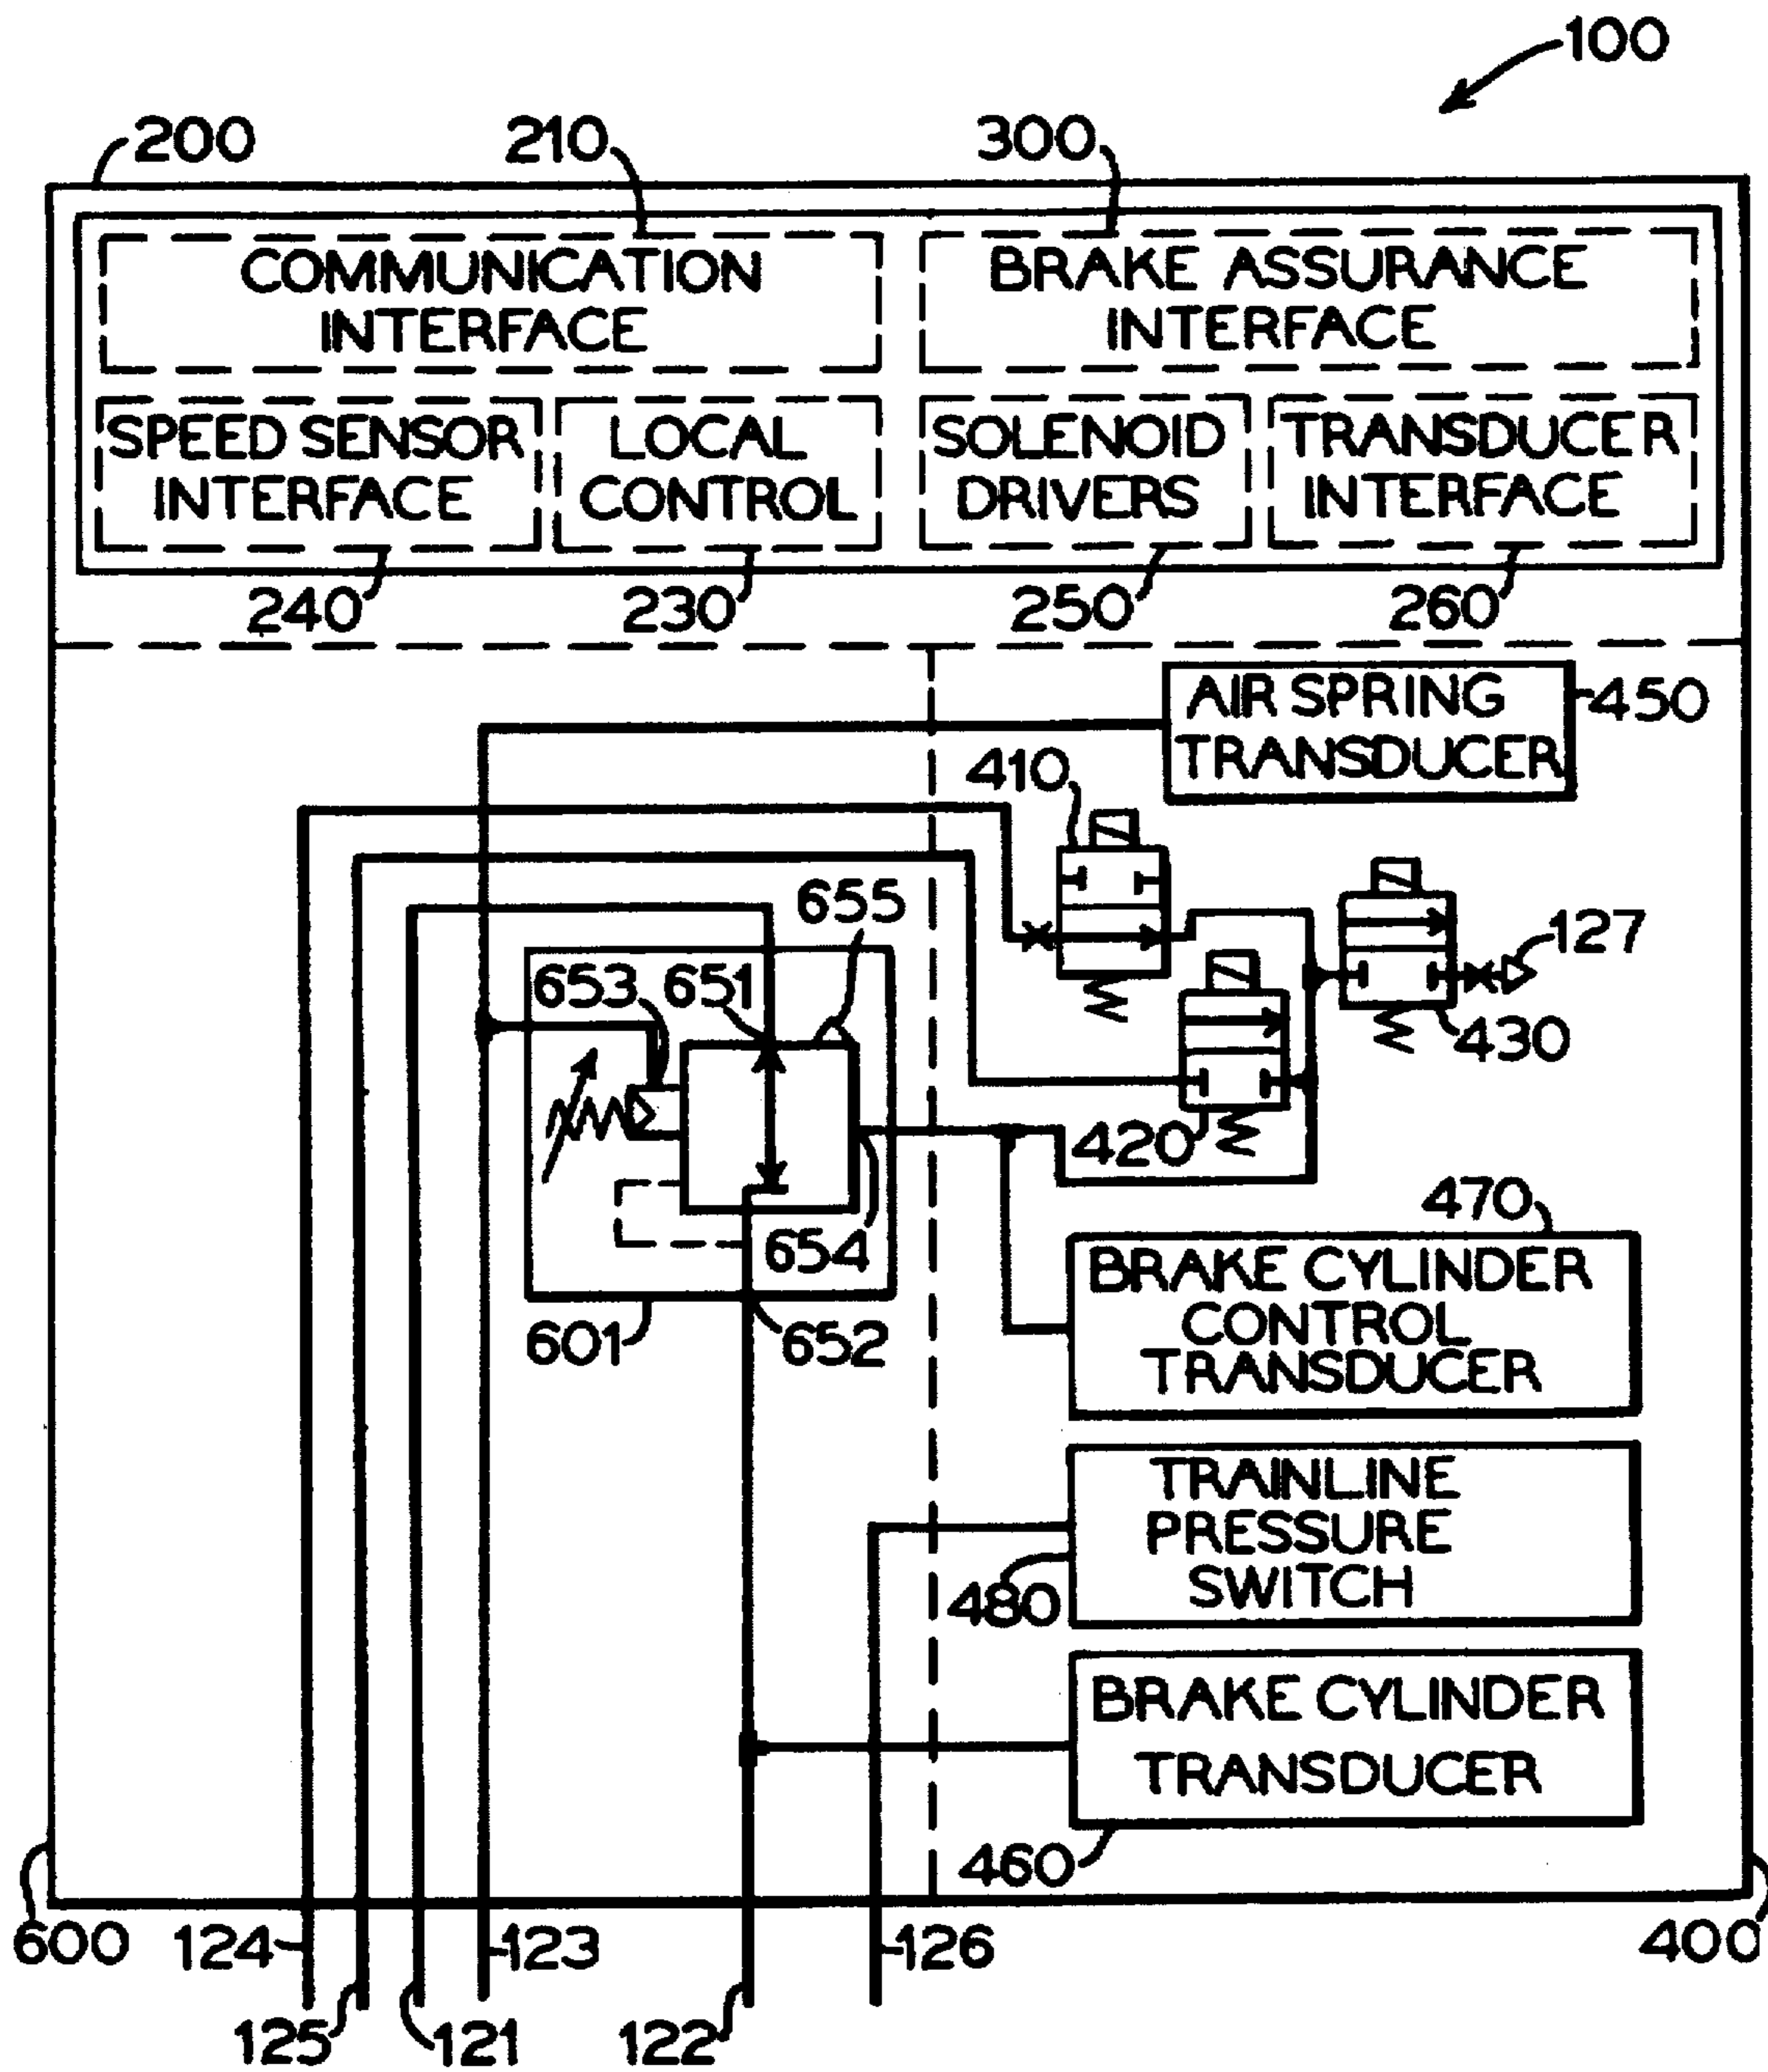 100
200
210
300
COMMUNICATION
INTERFACE
BRAKE ASSURANCE
INTERFACE
SPEED SENSOR
INTERFACE
LOCAL
CONTROL
SOLENOID
DRIVERS
TRANSDUCER
INTERFACE
240
230
250
260
AIR SPRING
TRANSDUCER
450
410
655
653
651
127
430
420
654
601
652
470
BRAKE CYLINDER
CONTROL
TRANSDUCER
TRAINLINE
PRESSURE
SWITCH
480
BRAKE CYLINDER
TRANSDUCER
460
600
124
123
126
400
125
121
122